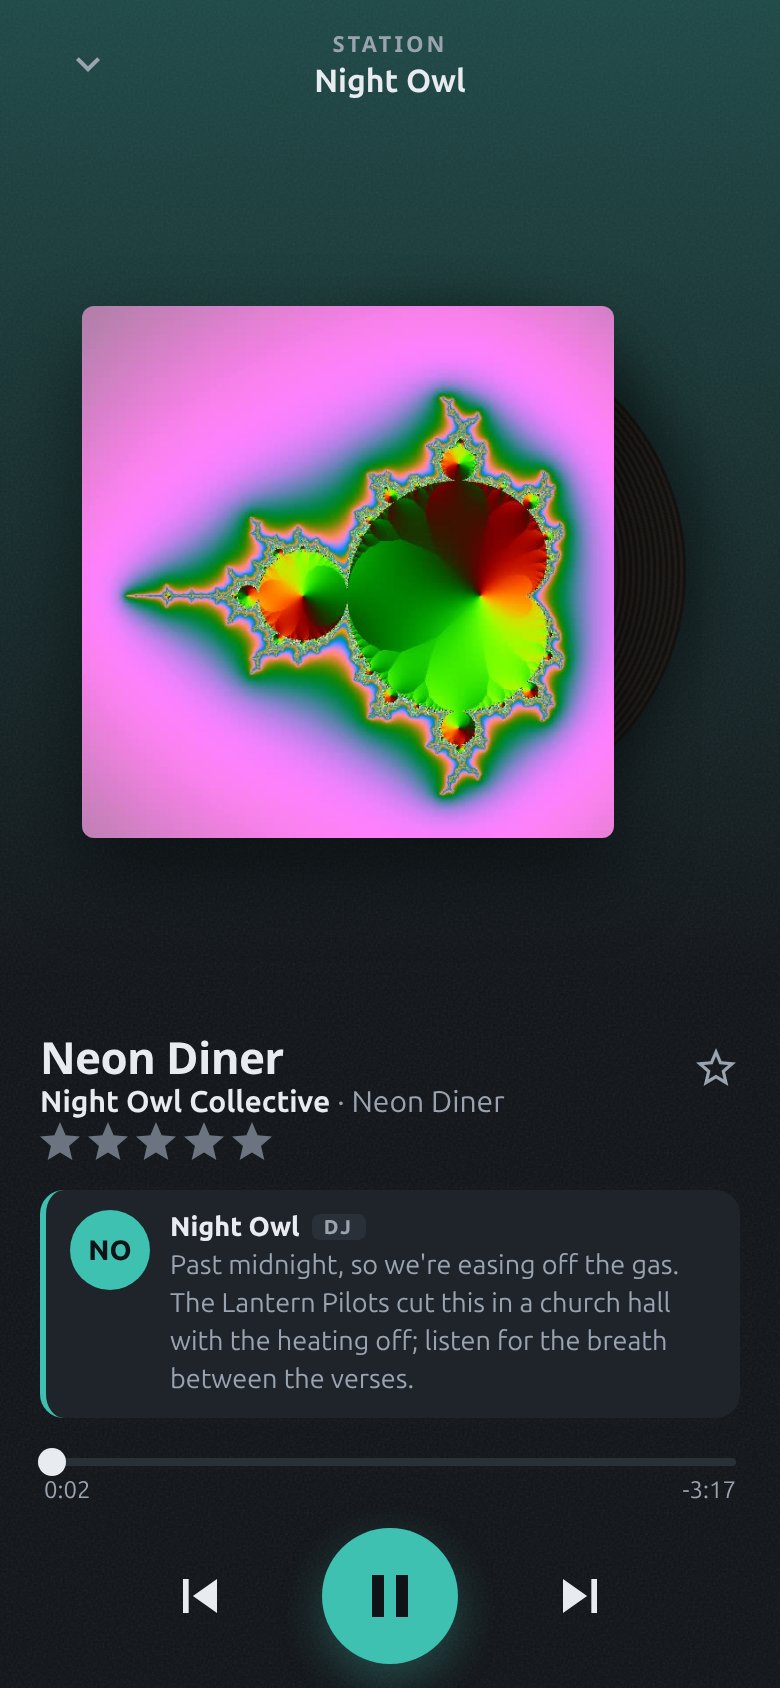 STATION
Night Owl
Neon Diner
Night Owl Collective · Neon Diner
NO
Night Owl DJ
Past midnight, so we're easing off the gas.
The Lantern Pilots cut this in a church hall
with the heating off; listen for the breath
between the verses.
0:02 -3:17